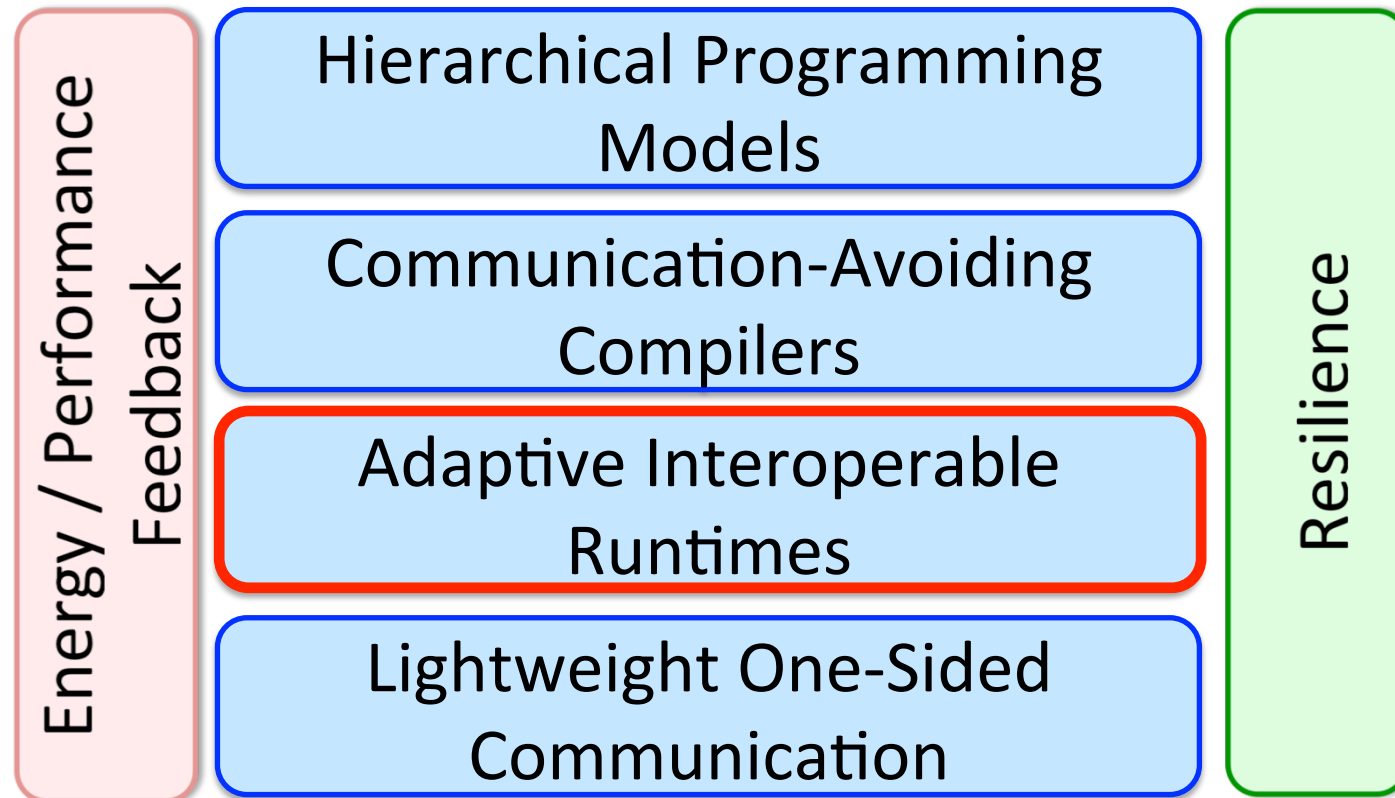 Energy / Performance
Feedback
Hierarchical Programming
Models
Communication-Avoiding
Compilers
Adaptive Interoperable
Runtimes
Lightweight One-Sided
Communication
Resilience